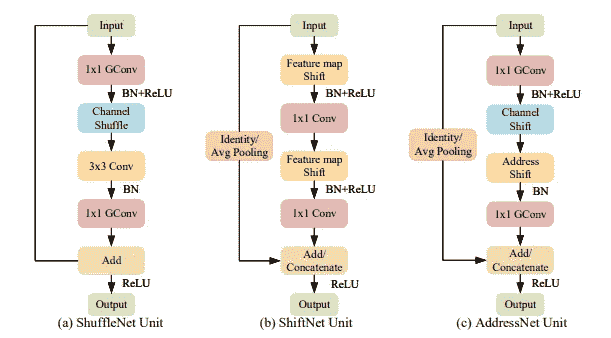 Input
1x1 GConv
BN+ReLU
Channel
Shuffle
3x3 Conv
BN
1x1 GConv
Add
ReLU
Output
(a) ShuffleNet Unit
Input
Feature map
Shift
BN+ReLU
1x1 Conv
Identity/
Avg Pooling
Feature map
Shift
BN+ReLU
1x1 Conv
Add/
Concatenate
ReLU
Output
(b) ShiftNet Unit
Input
1x1 GConv
BN+ReLU
Channel
Shift
Identity/
Avg Pooling
Address
Shift
BN
1x1 GConv
Add/
Concatenate
ReLU
Output
(c) AddressNet Unit